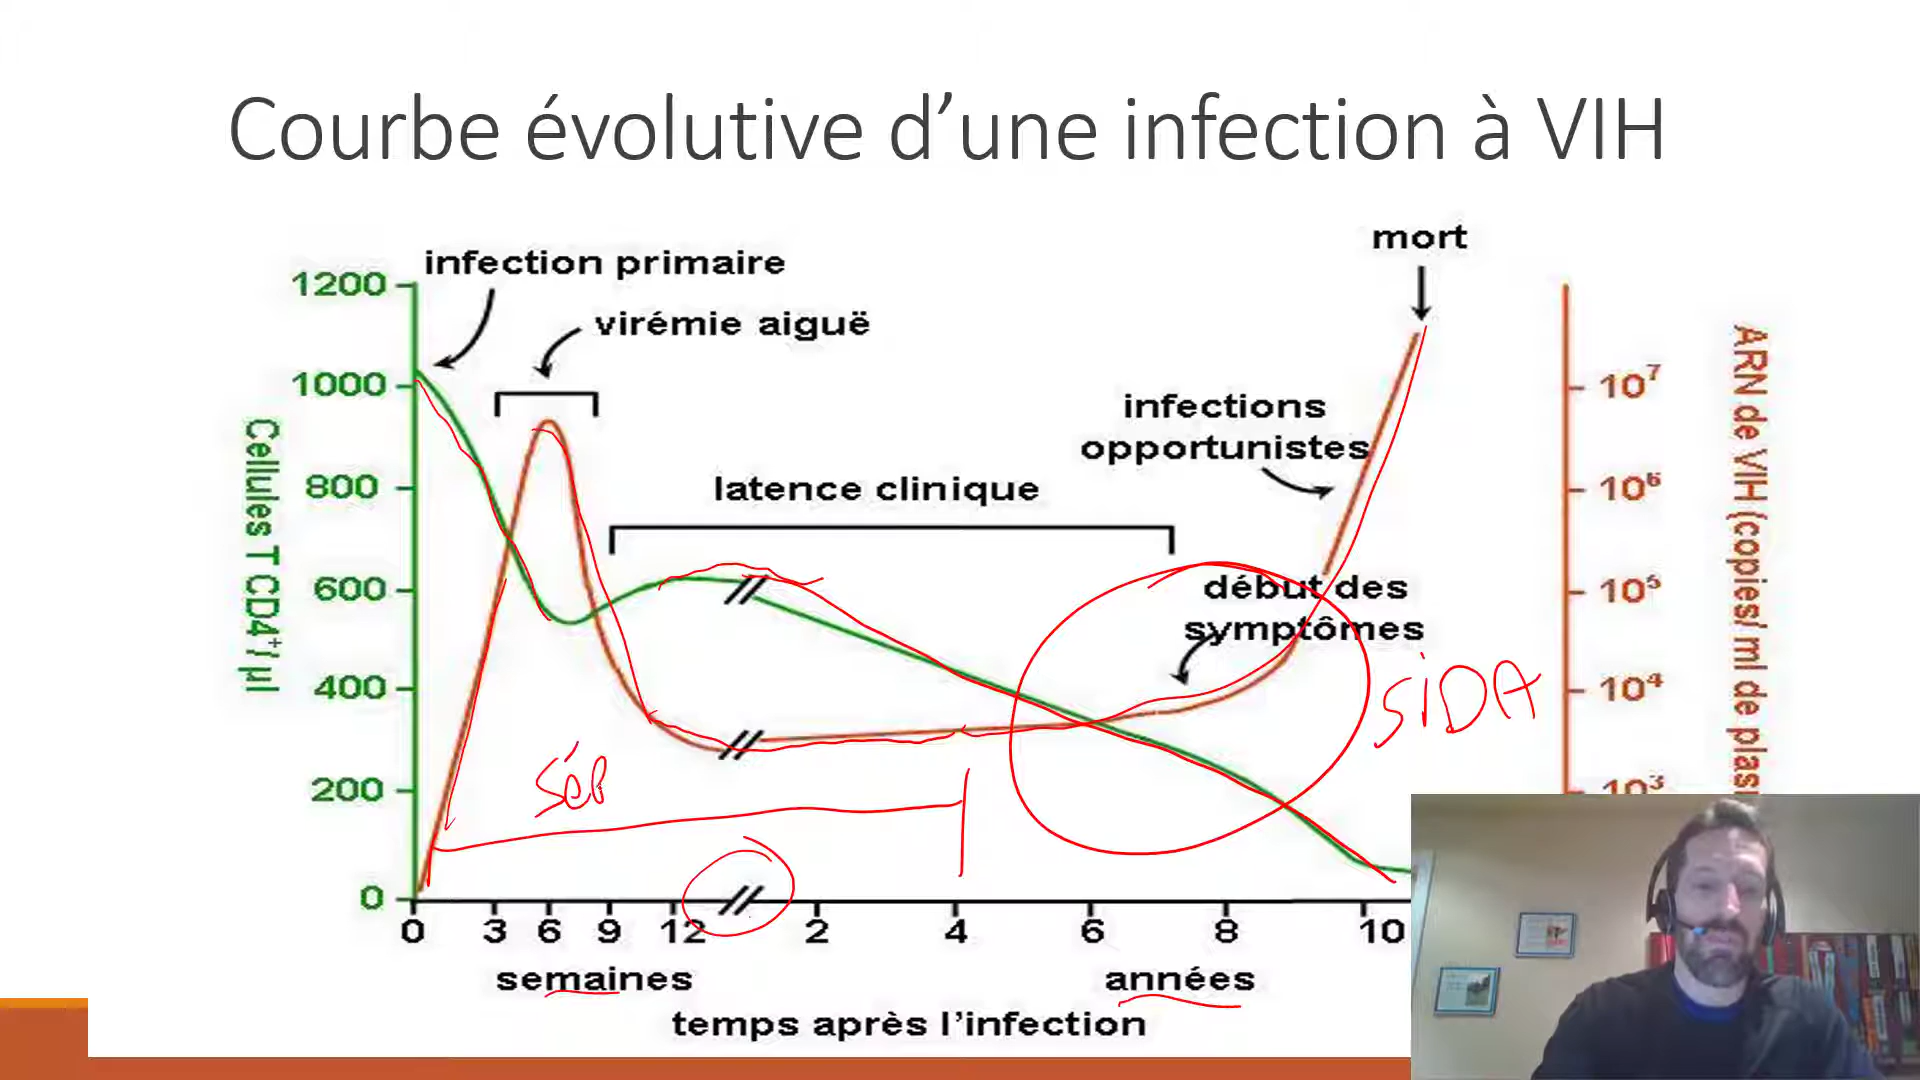 Courbe évolutive d’une infection à VIH
mort
infection primaire
1200
virémie aiguë
1000
10⁷
infections
opportunistes
latence clinique
800
10⁶
600
début des
symptômes
10⁵
400
SIDA
10⁴
Séro
200
10³
0
Cellules T CD4⁺/ µl
ARN de VIH (copies/ ml de plas
0 3 6 9 12 2 4 6 8 10
semaines années
temps après l’infection